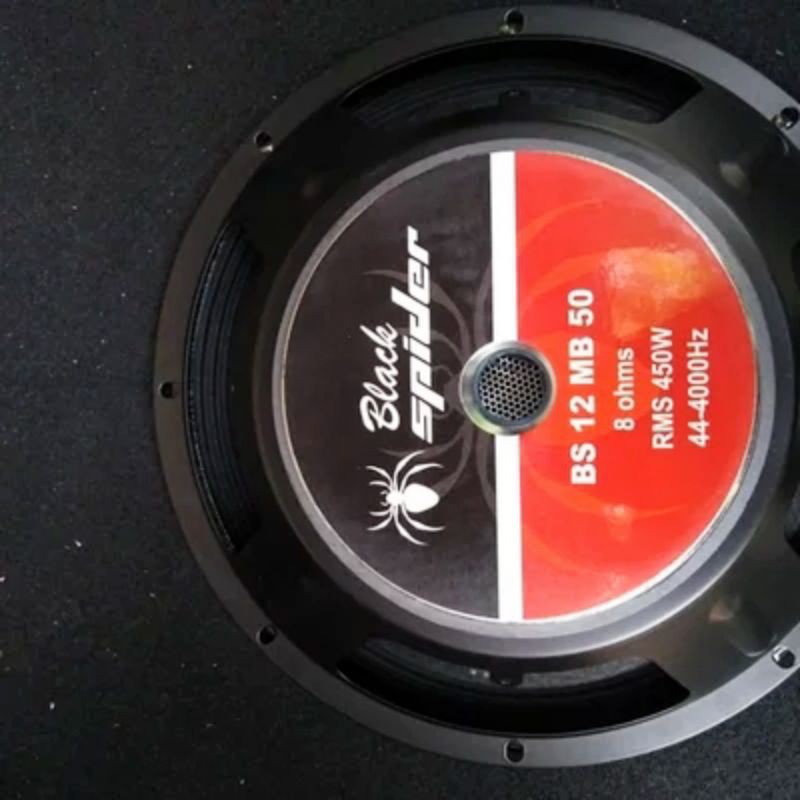 Black
spider
BS 12 MB 50
8 ohms
RMS 450W
44-4000Hz